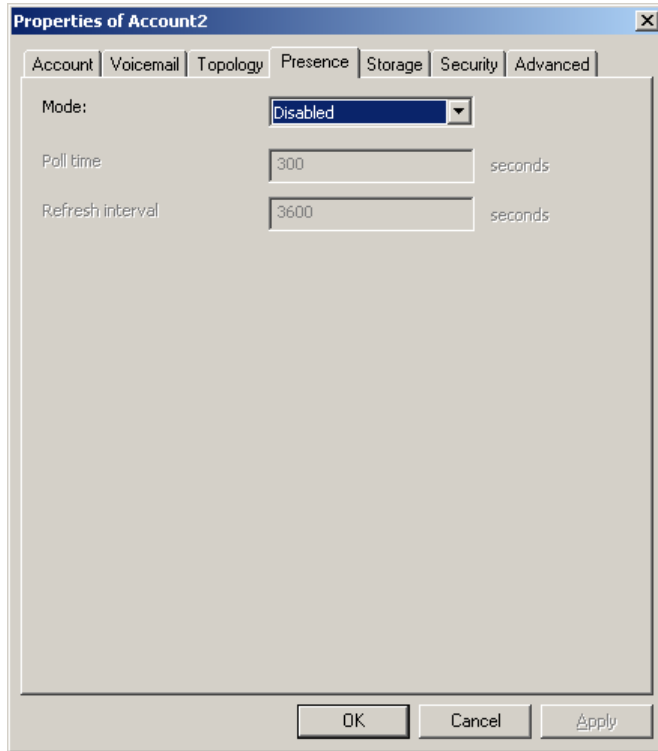 Properties of Account2
Account Voicemail Topology Presence Storage Security Advanced
Mode: Disabled
Poll time 300 seconds
Refresh interval 3600 seconds
OK Cancel Apply